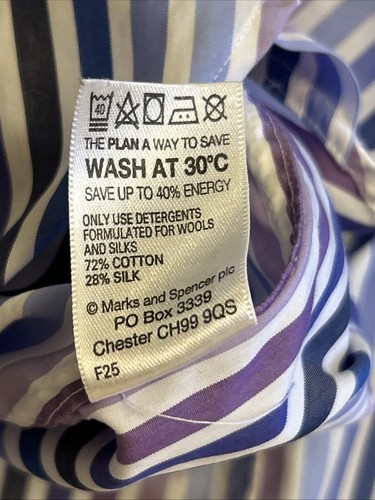 40
THE PLAN A WAY TO SAVE
WASH AT 30°C
SAVE UP TO 40% ENERGY
ONLY USE DETERGENTS
FORMULATED FOR WOOLS
AND SILKS
72% COTTON
28% SILK
© Marks and Spencer plc
PO Box 3339
Chester CH99 9QS
F25